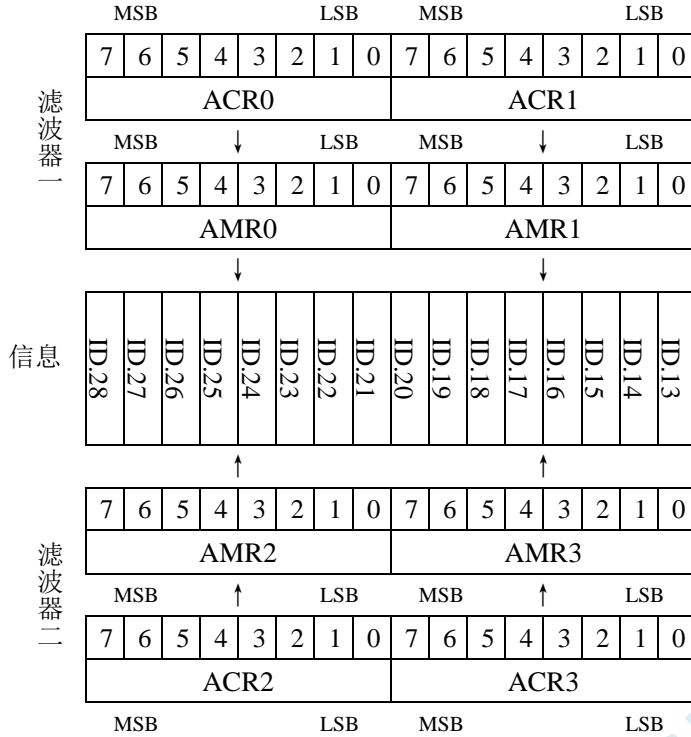 MSB LSB MSB LSB
7 6 5 4 3 2 1 0 7 6 5 4 3 2 1 0
ACR0 ACR1
滤波器一
MSB ↓ LSB MSB ↓ LSB
7 6 5 4 3 2 1 0 7 6 5 4 3 2 1 0
AMR0 AMR1
↓ ↓
信息
ID.28 ID.27 ID.26 ID.25 ID.24 ID.23 ID.22 ID.21 ID.20 ID.19 ID.18 ID.17 ID.16 ID.15 ID.14 ID.13
↑ ↑
7 6 5 4 3 2 1 0 7 6 5 4 3 2 1 0
AMR2 AMR3
滤波器二
MSB ↑ LSB MSB ↑ LSB
7 6 5 4 3 2 1 0 7 6 5 4 3 2 1 0
ACR2 ACR3
MSB LSB MSB LSB